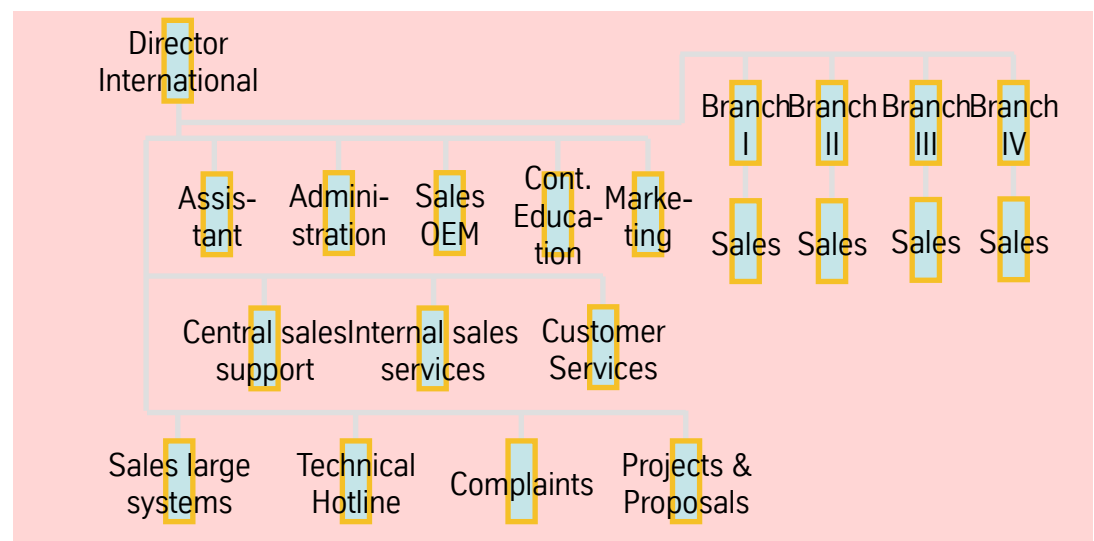 Director
International
Branch
I
Branch
II
Branch
III
Branch
IV
Assis-
tant
Admini-
stration
Sales
OEM
Cont.
Educa-
tion
Marke-
ting
Sales
Sales
Sales
Sales
Central sales
support
Internal sales
services
Customer
Services
Sales large
systems
Technical
Hotline
Complaints
Projects &
Proposals